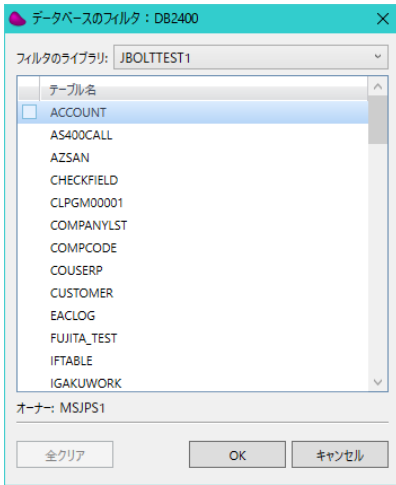 データベースのフィルタ：DB2400
フィルタのライブラリ: JBOLTTEST1
テーブル名
ACCOUNT
AS400CALL
AZSAN
CHECKFIELD
CLPGM00001
COMPANYLST
COMPCODE
COUSERP
CUSTOMER
EACLOG
FUJITA_TEST
IFTABLE
IGAKUWORK
オーナー: MSJPS1
全クリア OK キャンセル